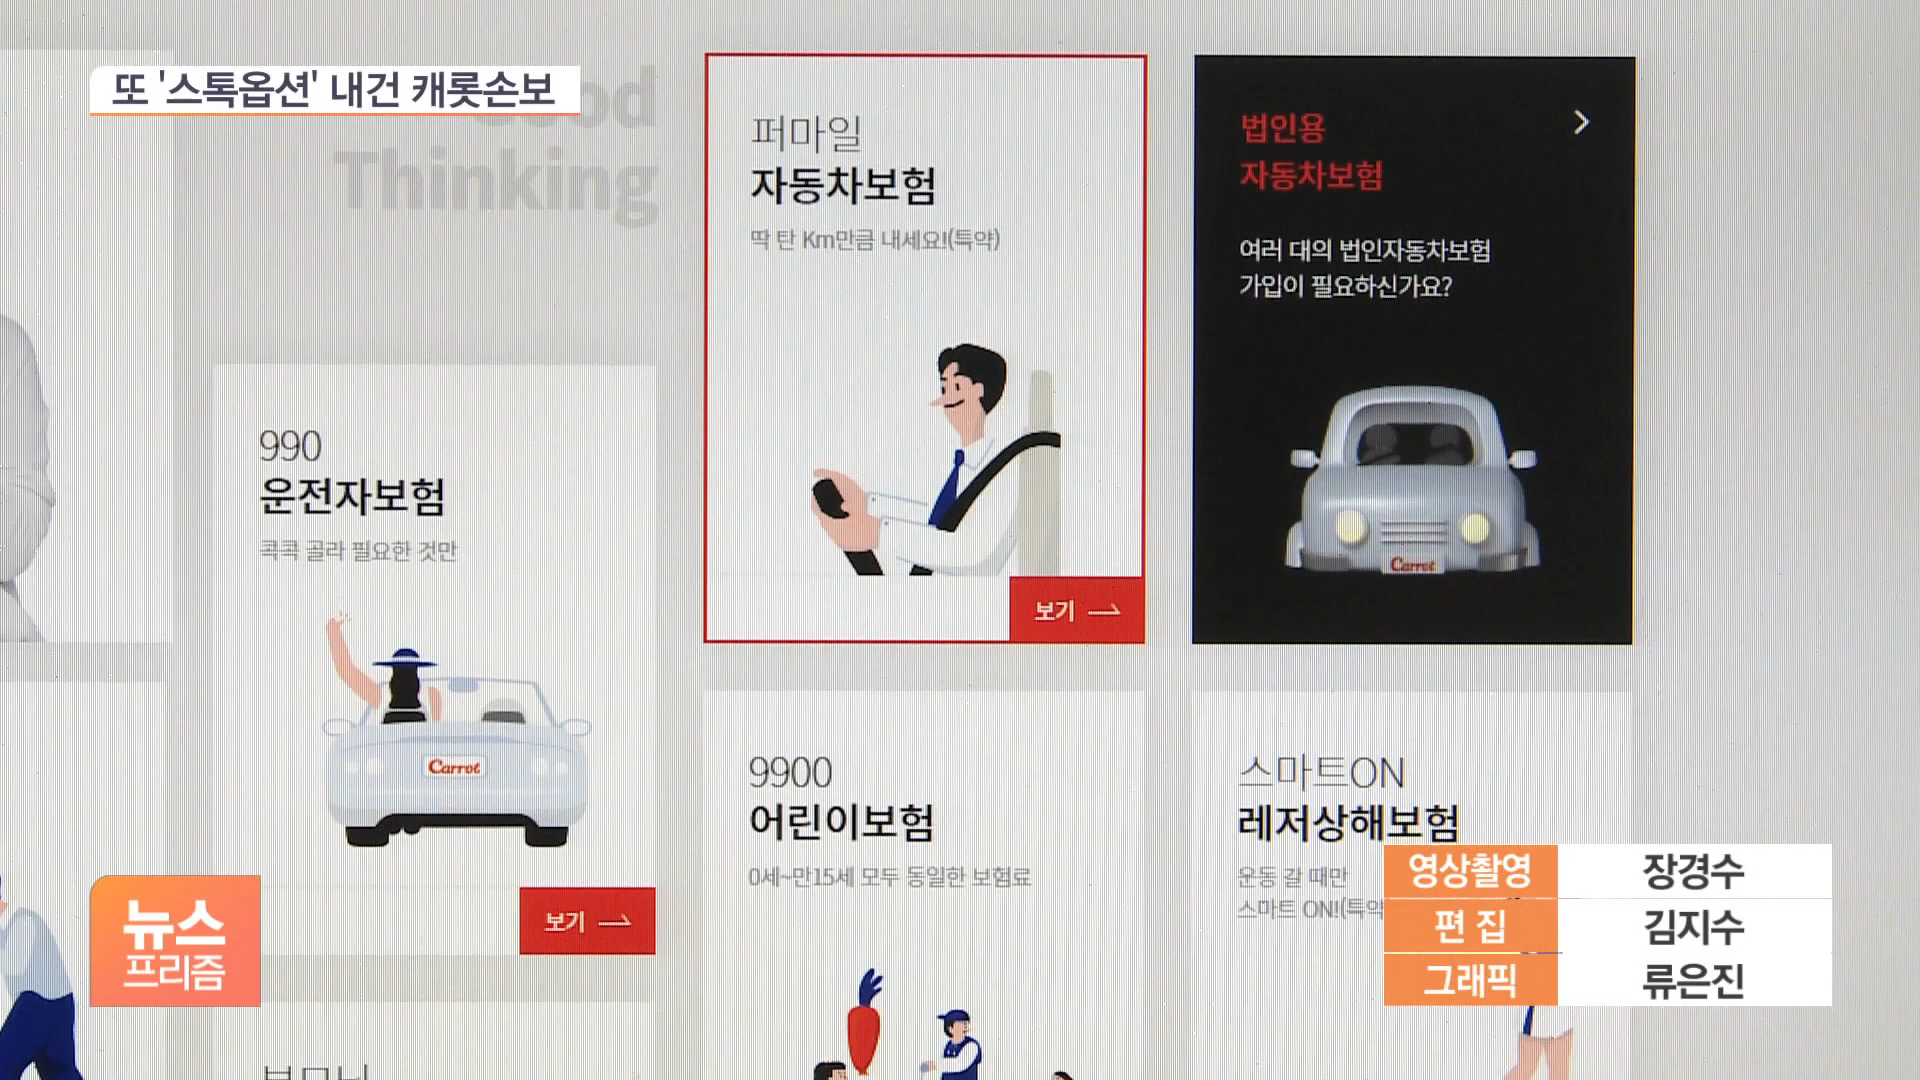 또 '스톡옵션' 내건 캐롯손보
Thinking
퍼마일
자동차보험
딱 탄 Km만큼 내세요!(특약)
보기
법인용
자동차보험
여러 대의 법인자동차보험
가입이 필요하신가요?
Carrot
990
운전자보험
콕콕 골라 필요한 것만
Carrot
보기
9900
어린이보험
0세~만15세 모두 동일한 보험료
스마트ON
레저상해보험
운동 갈 때만
스마트 ON!(특약
뉴스
프리즘
영상촬영 장경수
편 집 김지수
그래픽 류은진